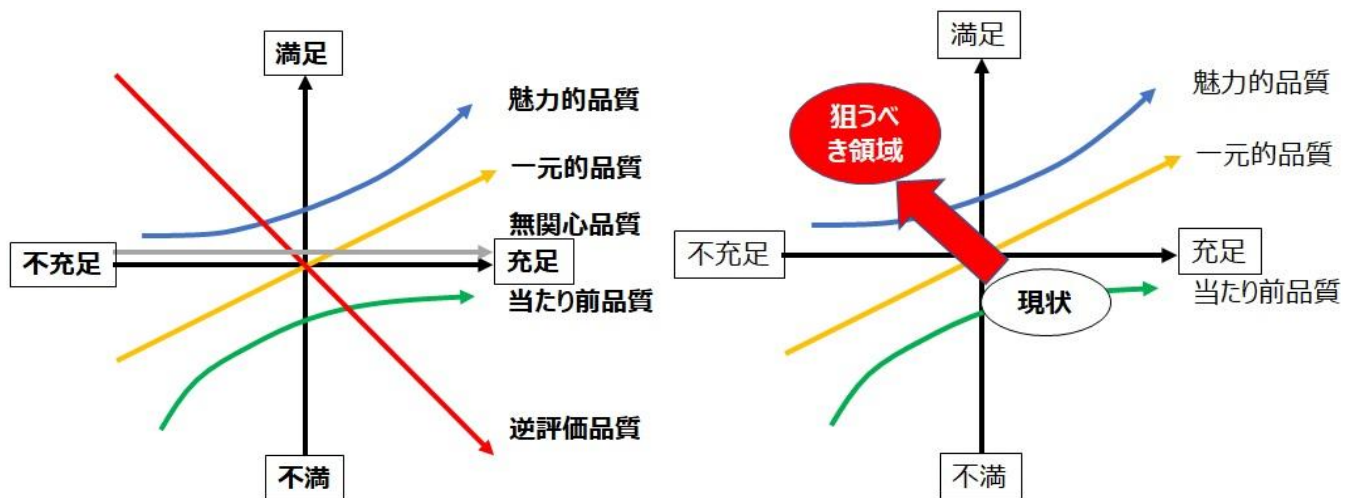 満足
魅力的品質
一元的品質
無関心品質
不充足
充足
当たり前品質
逆評価品質
不満
満足
魅力的品質
狙うべ
き領域
一元的品質
不充足
充足
当たり前品質
現状
不満